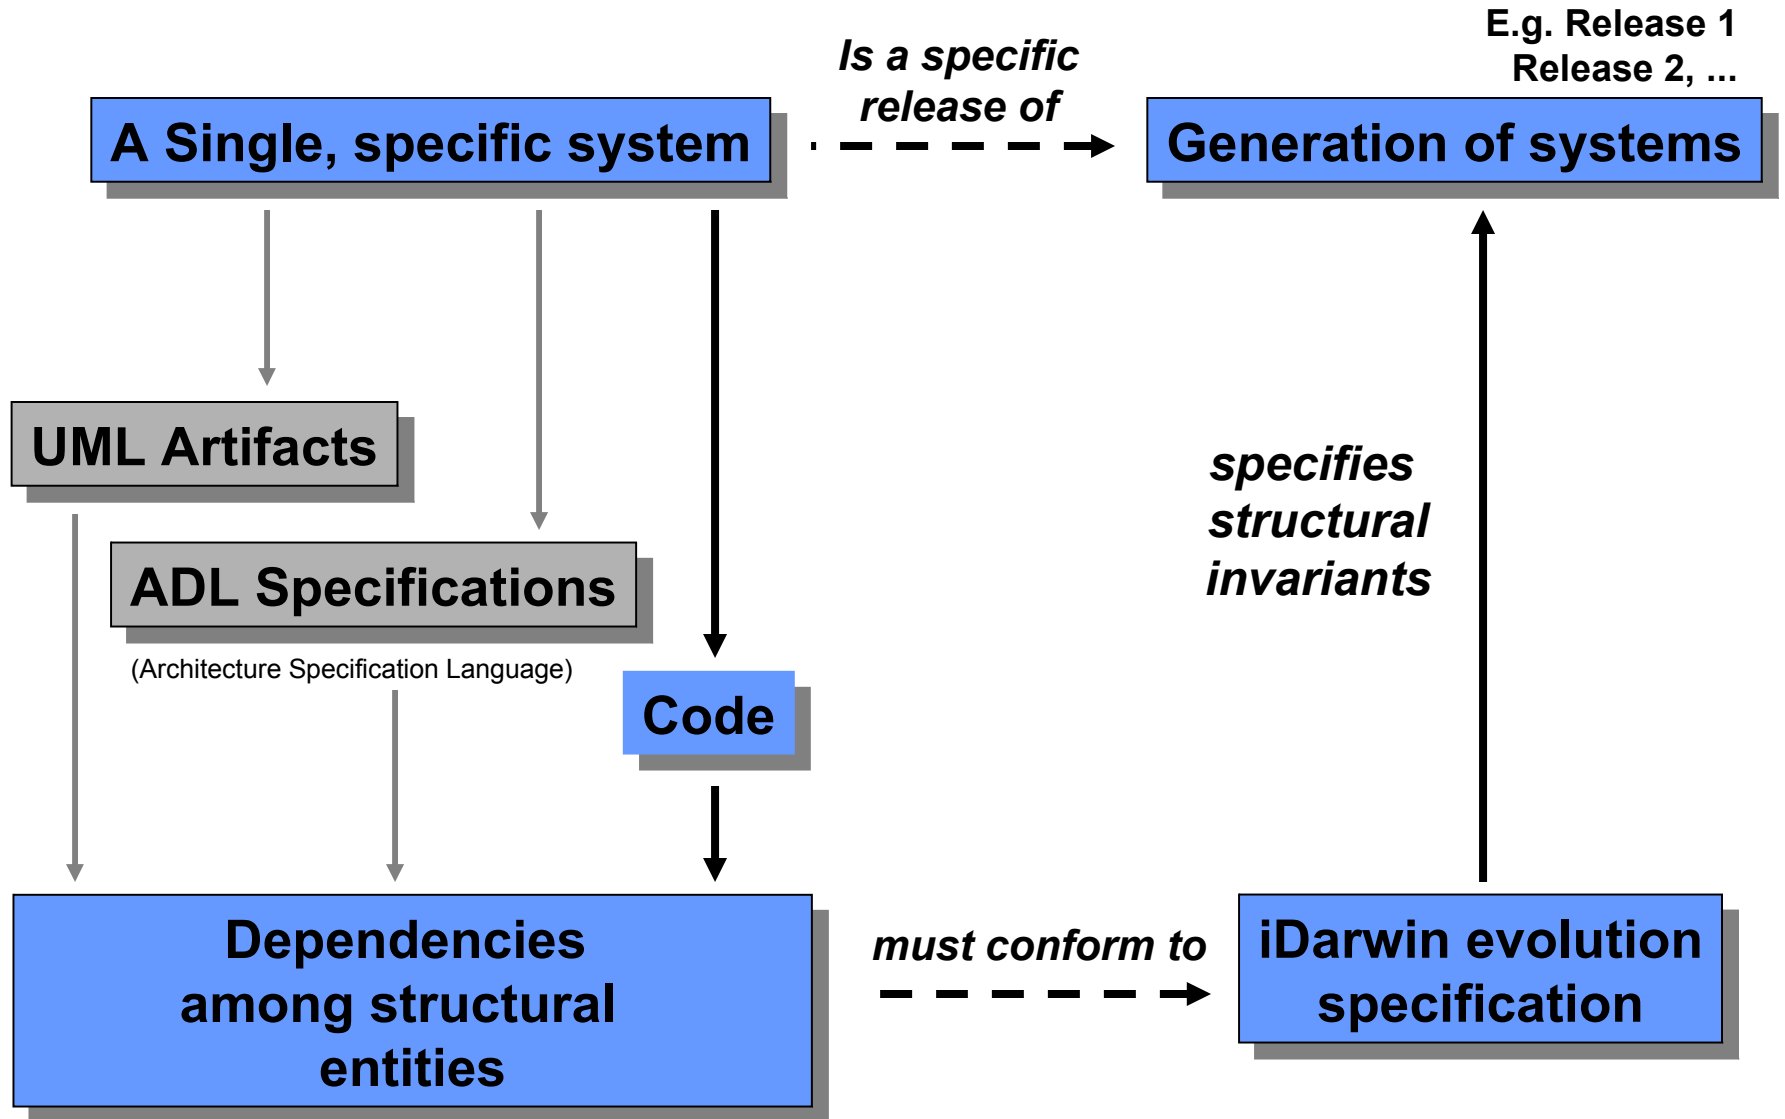 E.g. Release 1
Release 2, ...
Is a specific
release of
A Single, specific system
Generation of systems
UML Artifacts
specifies
structural
invariants
ADL Specifications
(Architecture Specification Language)
Code
Dependencies
among structural
entities
must conform to
iDarwin evolution
specification